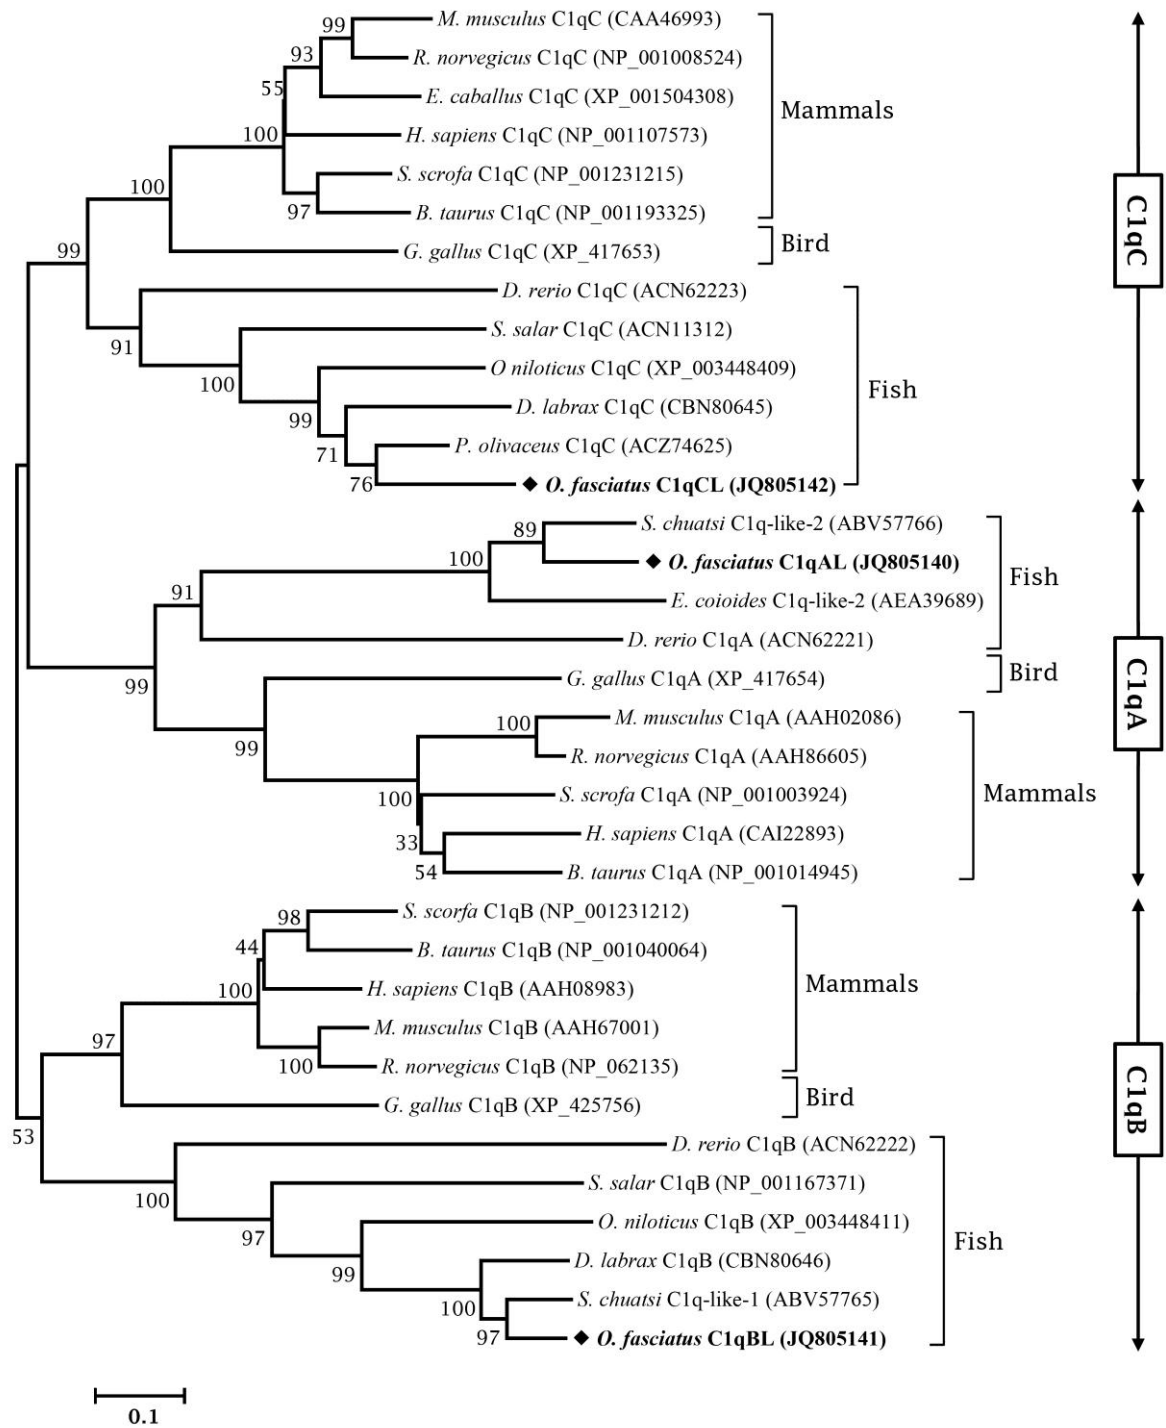 99
M. musculus C1qC (CAA46993)
93
R. norvegicus C1qC (NP_001008524)
55
E. caballus C1qC (XP_001504308)
Mammals
100
H. sapiens C1qC (NP_001107573)
100
S. scrofa C1qC (NP_001231215)
97
B. taurus C1qC (NP_001193325)
C1qC
99
G. gallus C1qC (XP_417653)
Bird
D. rerio C1qC (ACN62223)
91
S. salar C1qC (ACN11312)
100
O niloticus C1qC (XP_003448409)
Fish
99
D. labrax C1qC (CBN80645)
71
P. olivaceus C1qC (ACZ74625)
76
O. fasciatus C1qCL (JQ805142)
89
S. chuatsi C1q-like-2 (ABV57766)
100
O. fasciatus C1qAL (JQ805140)
Fish
91
E. coioides C1q-like-2 (AEA39689)
D. rerio C1qA (ACN62221)
99
G. gallus C1qA (XP_417654)
Bird
C1qA
100
M. musculus C1qA (AAH02086)
99
R. norvegicus C1qA (AAH86605)
100
S. scrofa C1qA (NP_001003924)
Mammals
33
H. sapiens C1qA (CAI22893)
54
B. taurus C1qA (NP_001014945)
98
S. scorfa C1qB (NP_001231212)
44
B. taurus C1qB (NP_001040064)
100
H. sapiens C1qB (AAH08983)
Mammals
97
M. musculus C1qB (AAH67001)
100
R. norvegicus C1qB (NP_062135)
G. gallus C1qB (XP_425756)
Bird
C1qB
53
D. rerio C1qB (ACN62222)
100
S. salar C1qB (NP_001167371)
97
O. niloticus C1qB (XP_003448411)
Fish
99
D. labrax C1qB (CBN80646)
100
S. chuatsi C1q-like-1 (ABV57765)
97
O. fasciatus C1qBL (JQ805141)
0.1